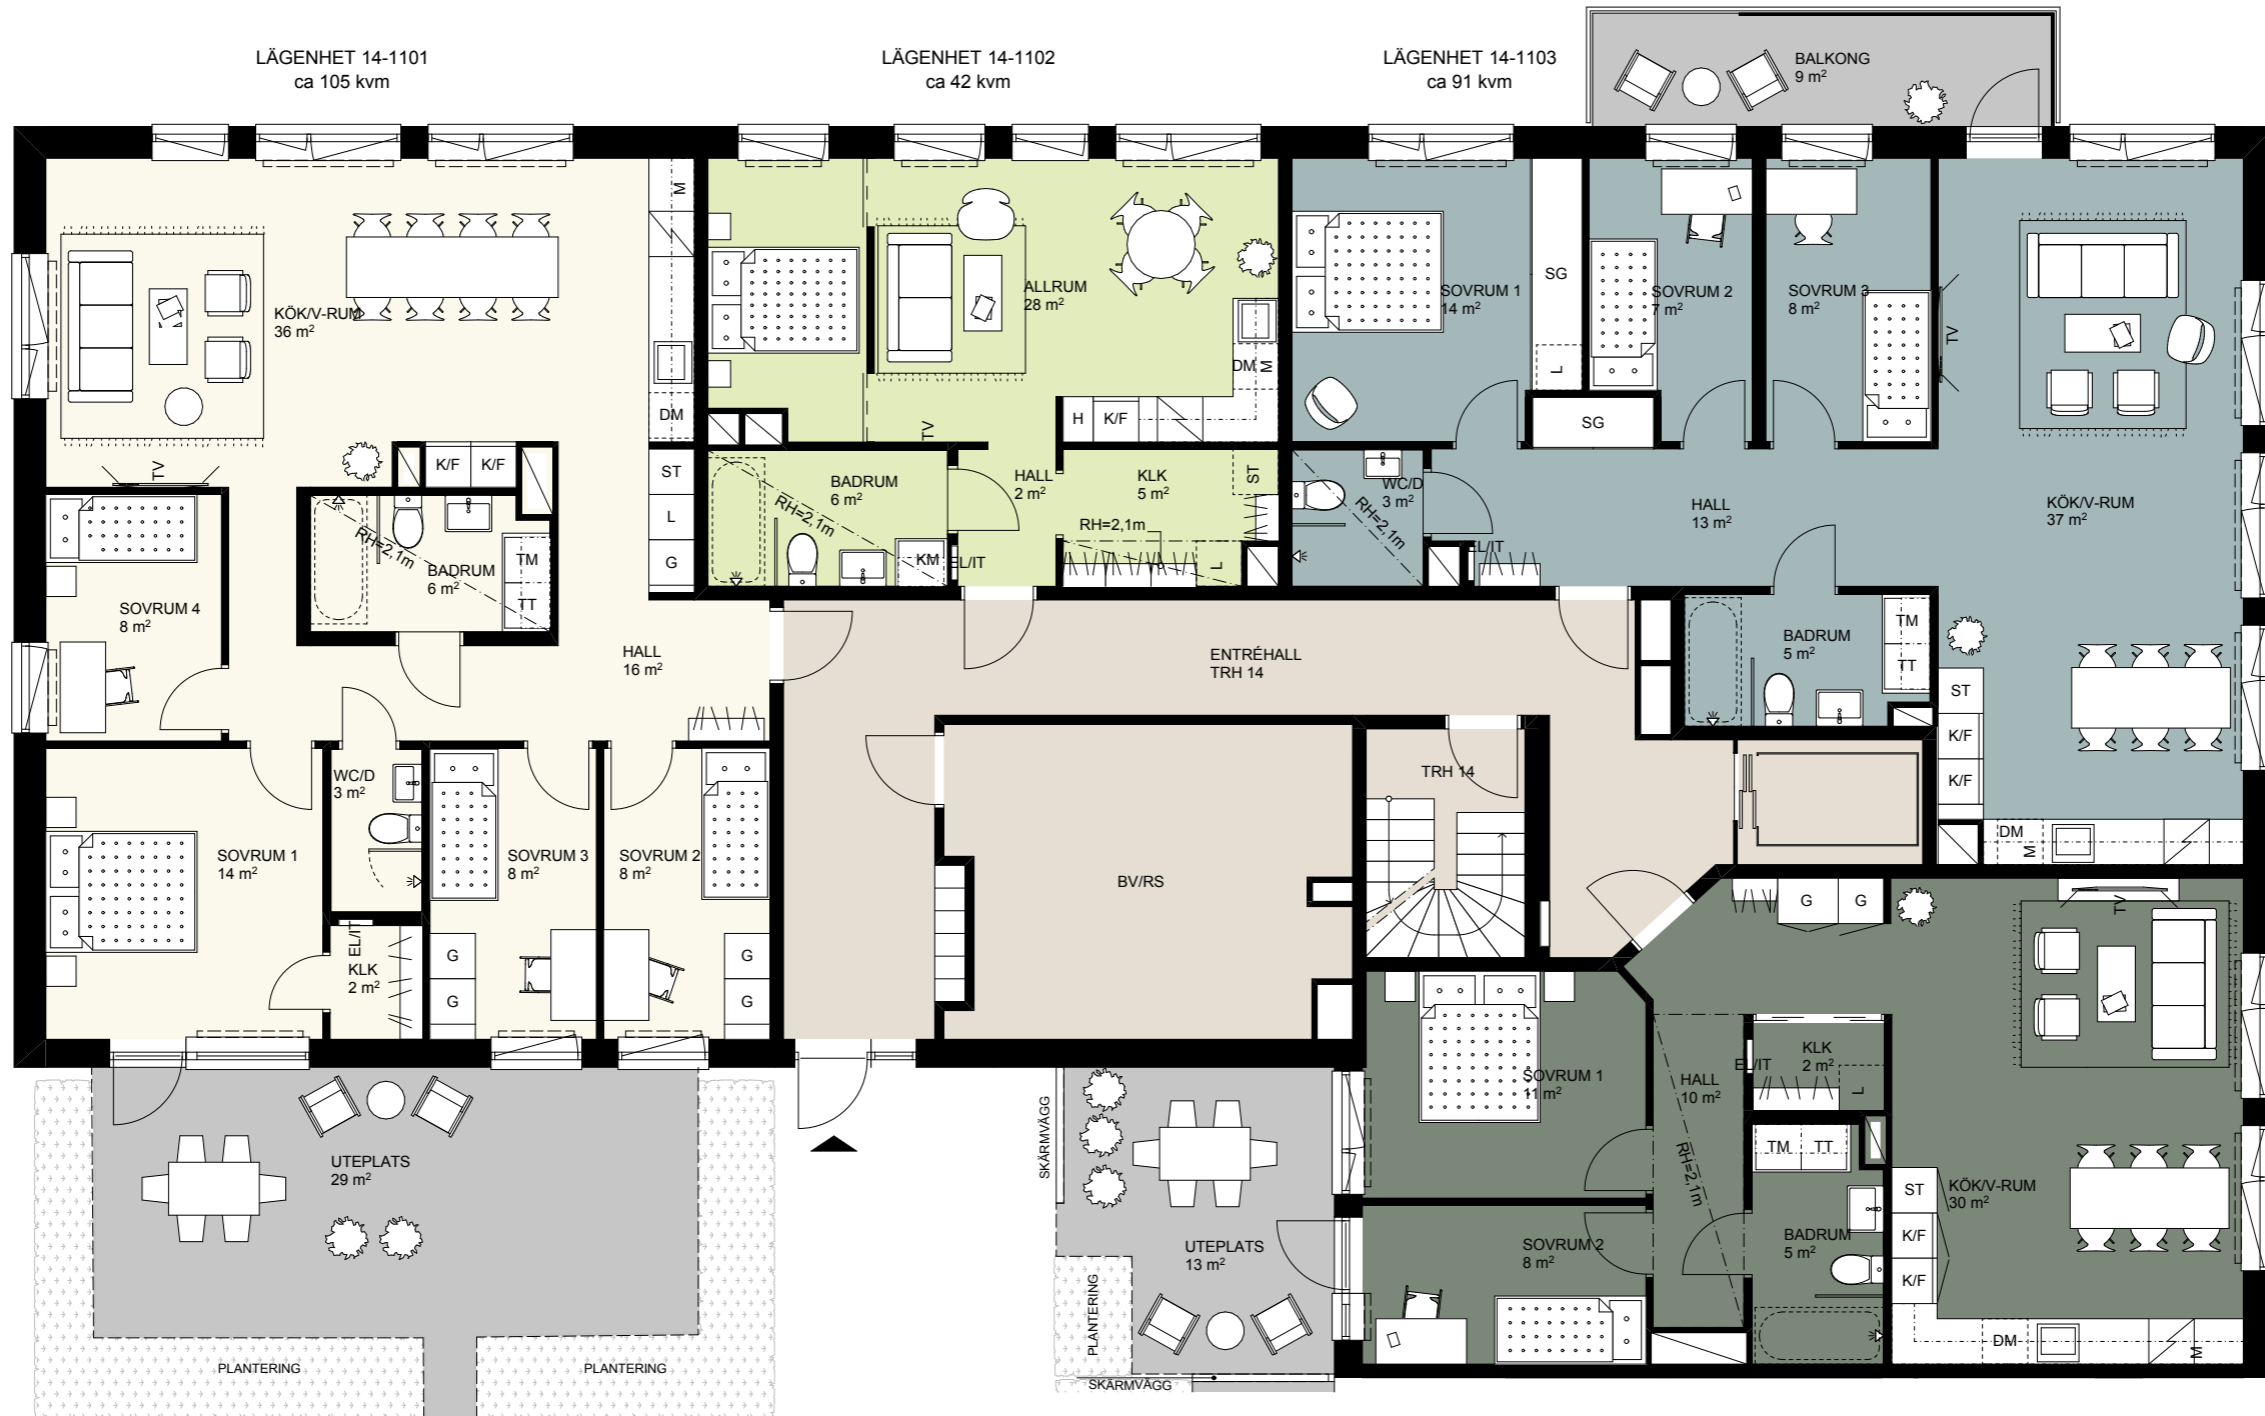 LÄGENHET 14-1101
ca 105 kvm
LÄGENHET 14-1102
ca 42 kvm
LÄGENHET 14-1103
ca 91 kvm
BALKONG
9 m²
KÖK/V-RUM
36 m²
M
DM
TV
K/F
K/F
ST
L
G
SOVRUM 4
8 m²
RH=2,1m
BADRUM
6 m²
TM
TT
HALL
16 m²
SOVRUM 1
14 m²
WC/D
3 m²
EL/IT
KLK
2 m²
SOVRUM 3
8 m²
G
G
SOVRUM 2
8 m²
G
G
UTEPLATS
29 m²
PLANTERING
PLANTERING
ALLRUM
28 m²
TV
DM
M
H
K/F
BADRUM
6 m²
RH=2,1m
KM
EL/IT
HALL
2 m²
KLK
5 m²
ST
RH=2,1m
L
SOVRUM 1
14 m²
SG
L
SG
SOVRUM 2
7 m²
SOVRUM 3
8 m²
TV
WC/D
3 m²
RH=2,1m
EL/IT
HALL
13 m²
KÖK/V-RUM
37 m²
BADRUM
5 m²
TM
TT
ST
K/F
K/F
DM
M
ENTRÉHALL
TRH 14
TRH 14
BV/RS
G
G
TV
SOVRUM 1
11 m²
HALL
10 m²
RH=2,1m
EL/IT
KLK
2 m²
L
TM
TT
BADRUM
5 m²
ST
K/F
K/F
KÖK/V-RUM
30 m²
DM
M
SOVRUM 2
8 m²
SKÄRMVÄGG
UTEPLATS
13 m²
PLANTERING
SKÄRMVÄGG